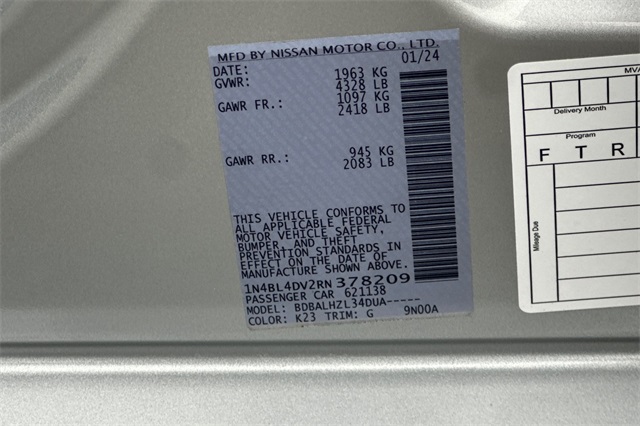 MFD BY NISSAN MOTOR CO., LTD.
DATE: 01/24
GVWR: 1963 KG
4328 LB
GAWR FR.: 1097 KG
2418 LB
GAWR RR.: 945 KG
2083 LB
THIS VEHICLE CONFORMS TO
ALL APPLICABLE FEDERAL
MOTOR VEHICLE SAFETY,
BUMPER, AND THEFT
PREVENTION STANDARDS IN
EFFECT ON THE DATE OF
MANUFACTURE SHOWN ABOVE.
1N4BL4DV2RN378209
PASSENGER CAR 621138
MODEL: BDBALHZL34DUA-----
COLOR: K23 TRIM: G 9N00A
MVA
Delivery Month
Program
F T R
Mileage Due